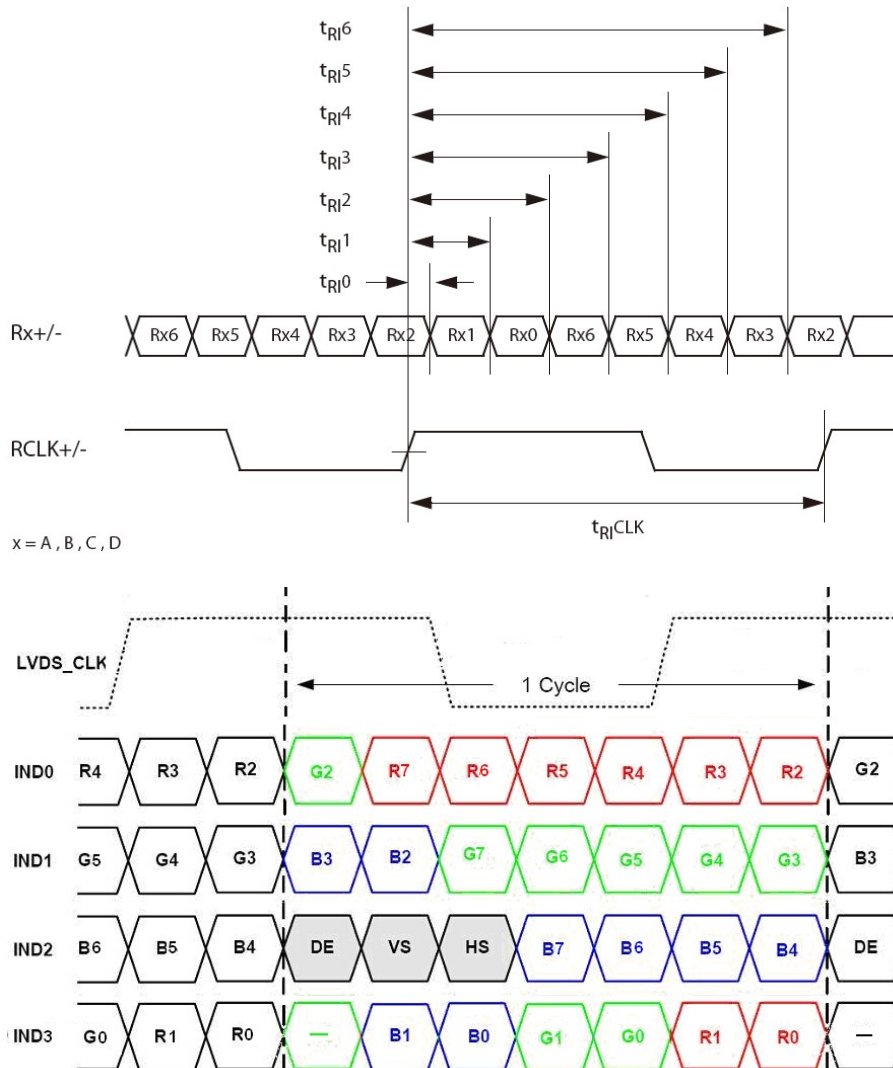 tRI6
tRI5
tRI4
tRI3
tRI2
tRI1
tRI0
Rx+/- Rx6 Rx5 Rx4 Rx3 Rx2 Rx1 Rx0 Rx6 Rx5 Rx4 Rx3 Rx2
RCLK+/-
tRICLK
x = A , B , C , D
LVDS_CLK
1 Cycle
IND0 R4 R3 R2 G2 R7 R6 R5 R4 R3 R2 G2
IND1 G5 G4 G3 B3 B2 G7 G6 G5 G4 G3 B3
IND2 B6 B5 B4 DE VS HS B7 B6 B5 B4 DE
IND3 G0 R1 R0 — B1 B0 G1 G0 R1 R0 —